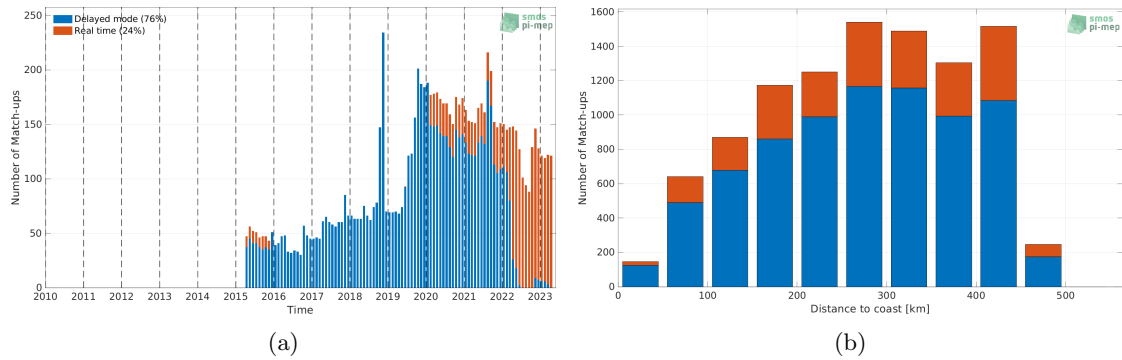 Delayed mode (76%)
Real time (24%)
smos
pi-mep
250
200
150
100
50
0
Number of Match-ups
2010 2011 2012 2013 2014 2015 2016 2017 2018 2019 2020 2021 2022 2023
Time
(a)
smos
pi-mep
1600
1400
1200
1000
800
600
400
200
0
Number of Match-ups
0 100 200 300 400 500
Distance to coast [km]
(b)